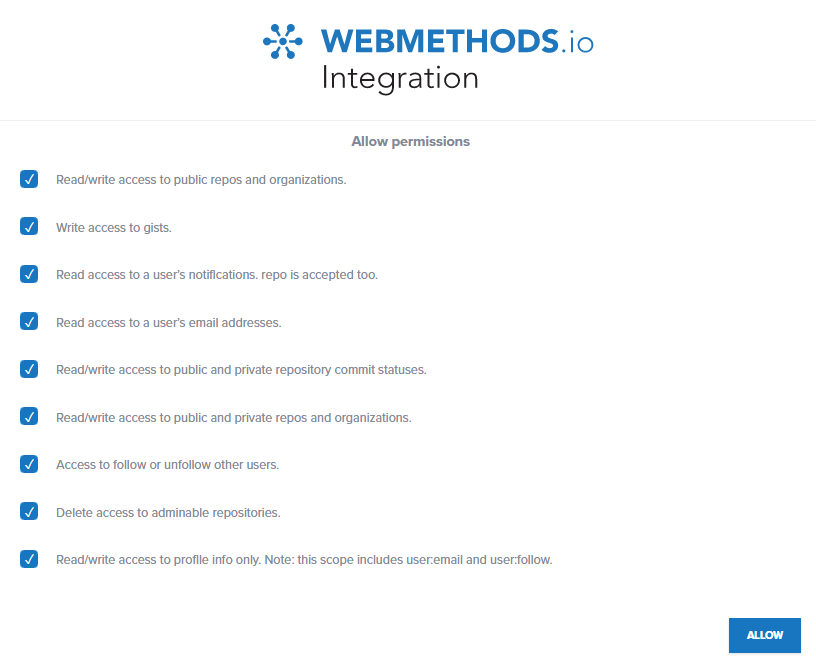 WEBMETHODS.io
Integration
Allow permissions
Read/write access to public repos and organizations.
Write access to gists.
Read access to a user's notifications. repo is accepted too.
Read access to a user's email addresses.
Read/write access to public and private repository commit statuses.
Read/write access to public and private repos and organizations.
Access to follow or unfollow other users.
Delete access to adminable repositories.
Read/write access to profile info only. Note: this scope includes user:email and user:follow.
ALLOW